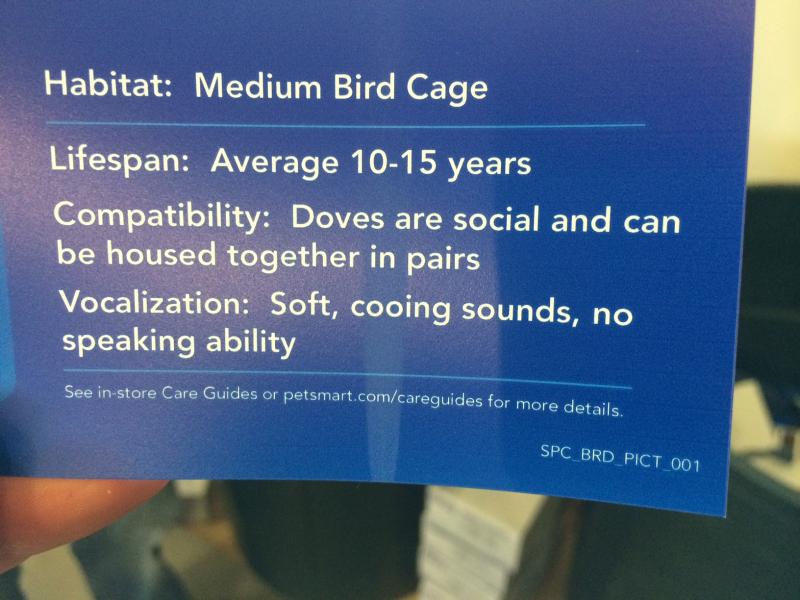 Habitat: Medium Bird Cage
Lifespan: Average 10-15 years
Compatibility: Doves are social and can
be housed together in pairs
Vocalization: Soft, cooing sounds, no
speaking ability
See in-store Care Guides or petsmart.com/careguides for more details.
SPC_BRD_PICT_001